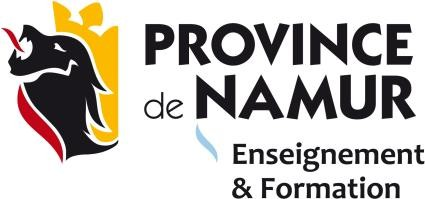 PROVINCE
de NAMUR
Enseignement
& Formation